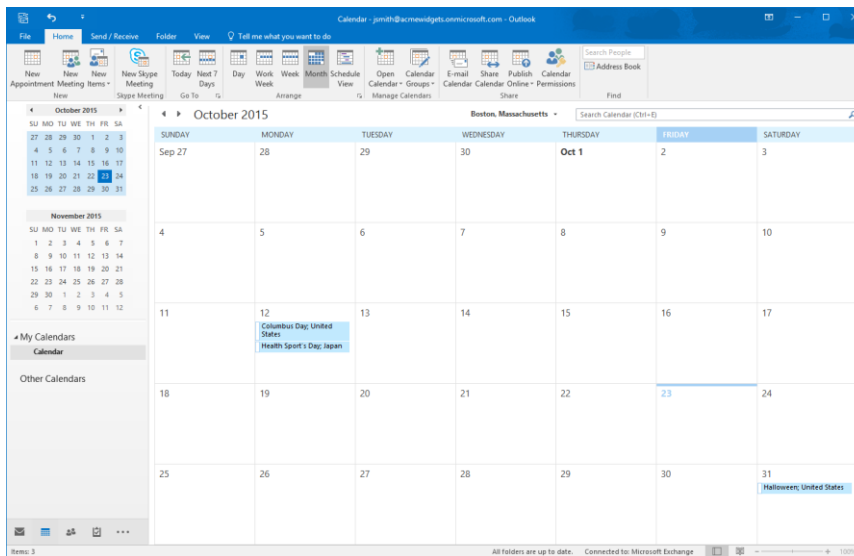 Calendar - jsmith@acmewidgets.onmicrosoft.com - Outlook
File Home Send / Receive Folder View Tell me what you want to do
New Appointment
New Meeting
New Items
New Skype Meeting
Today
Next 7 Days
Day
Work Week
Week
Month
Schedule View
Open Calendar
Calendar Groups
E-mail Calendar
Share Calendar
Publish Online
Calendar Permissions
Search People
Address Book
New Skype Meeting Go To Arrange Manage Calendars Share Find
October 2015
SU MO TU WE TH FR SA
27 28 29 30 1 2 3
4 5 6 7 8 9 10
11 12 13 14 15 16 17
18 19 20 21 22 23 24
25 26 27 28 29 30 31
November 2015
SU MO TU WE TH FR SA
1 2 3 4 5 6 7
8 9 10 11 12 13 14
15 16 17 18 19 20 21
22 23 24 25 26 27 28
29 30 1 2 3 4 5
6 7 8 9 10 11 12
My Calendars
Calendar
Other Calendars
October 2015 Boston, Massachusetts Search Calendar (Ctrl+E)
SUNDAY MONDAY TUESDAY WEDNESDAY THURSDAY FRIDAY SATURDAY
Sep 27 28 29 30 Oct 1 2 3
4 5 6 7 8 9 10
11 12 13 14 15 16 17
Columbus Day; United
States
Health Sport's Day; Japan
18 19 20 21 22 23 24
25 26 27 28 29 30 31
Halloween; United States
Items: 3 All folders are up to date. Connected to: Microsoft Exchange 100%